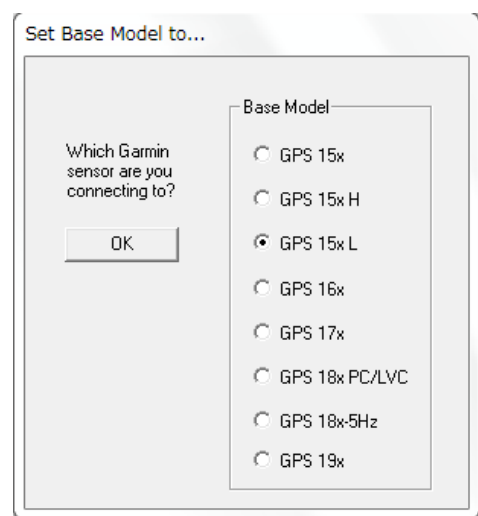 Set Base Model to...
Which Garmin
sensor are you
connecting to?
OK
Base Model
GPS 15x
GPS 15x H
GPS 15x L
GPS 16x
GPS 17x
GPS 18x PC/LVC
GPS 18x-5Hz
GPS 19x